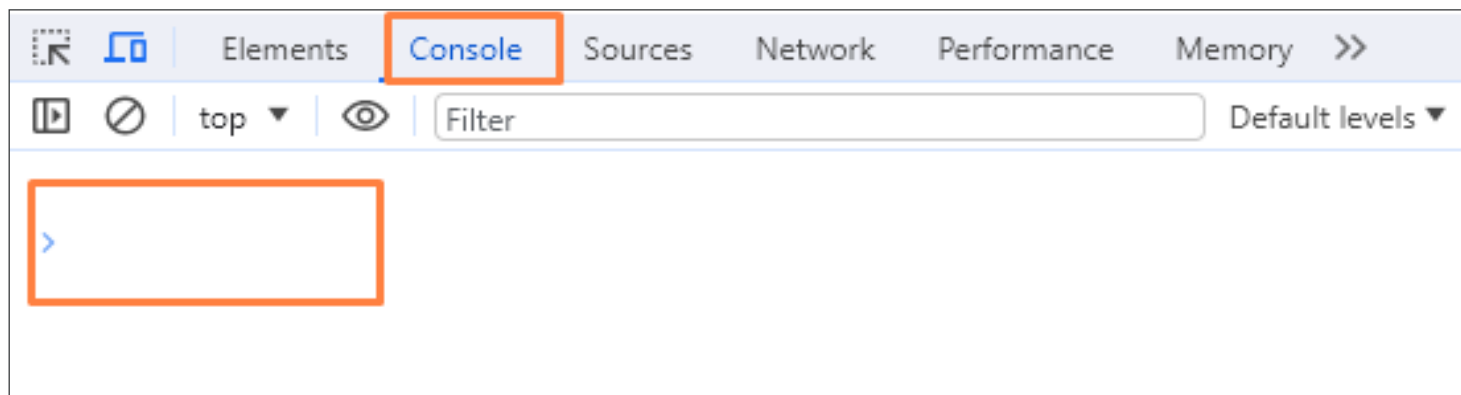 Elements Console Sources Network Performance Memory >>
top ▼ Filter Default levels ▼
>